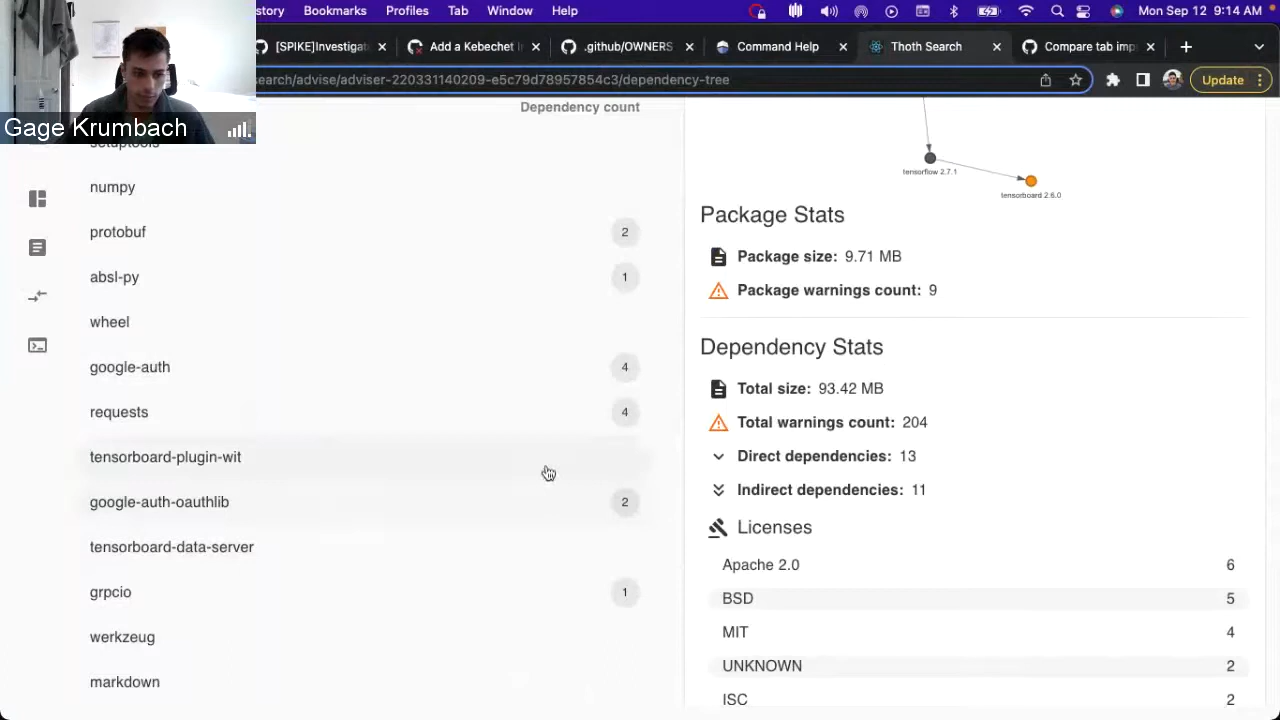 story
Bookmarks
Profiles
Tab
Window
Help
Mon Sep 12 9:14 AM
[SPIKE]Investigat
Add a Kebechet i
.github/OWNERS
Command Help
Thoth Search
Compare tab imp
search/advise/adviser-220331140209-e5c79d78957854c3/dependency-tree
Update
Gage Krumbach
Dependency count
setuptools
numpy
protobuf 2
absl-py 1
wheel
google-auth 4
requests 4
tensorboard-plugin-wit
google-auth-oauthlib 2
tensorboard-data-server
grpcio 1
werkzeug
markdown
tensorflow 2.7.1
tensorboard 2.6.0
Package Stats
Package size: 9.71 MB
Package warnings count: 9
Dependency Stats
Total size: 93.42 MB
Total warnings count: 204
Direct dependencies: 13
Indirect dependencies: 11
Licenses
Apache 2.0 6
BSD 5
MIT 4
UNKNOWN 2
ISC 2